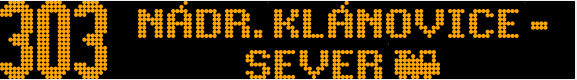 303 NÁDR. KLÁNOVICE -
SEVER